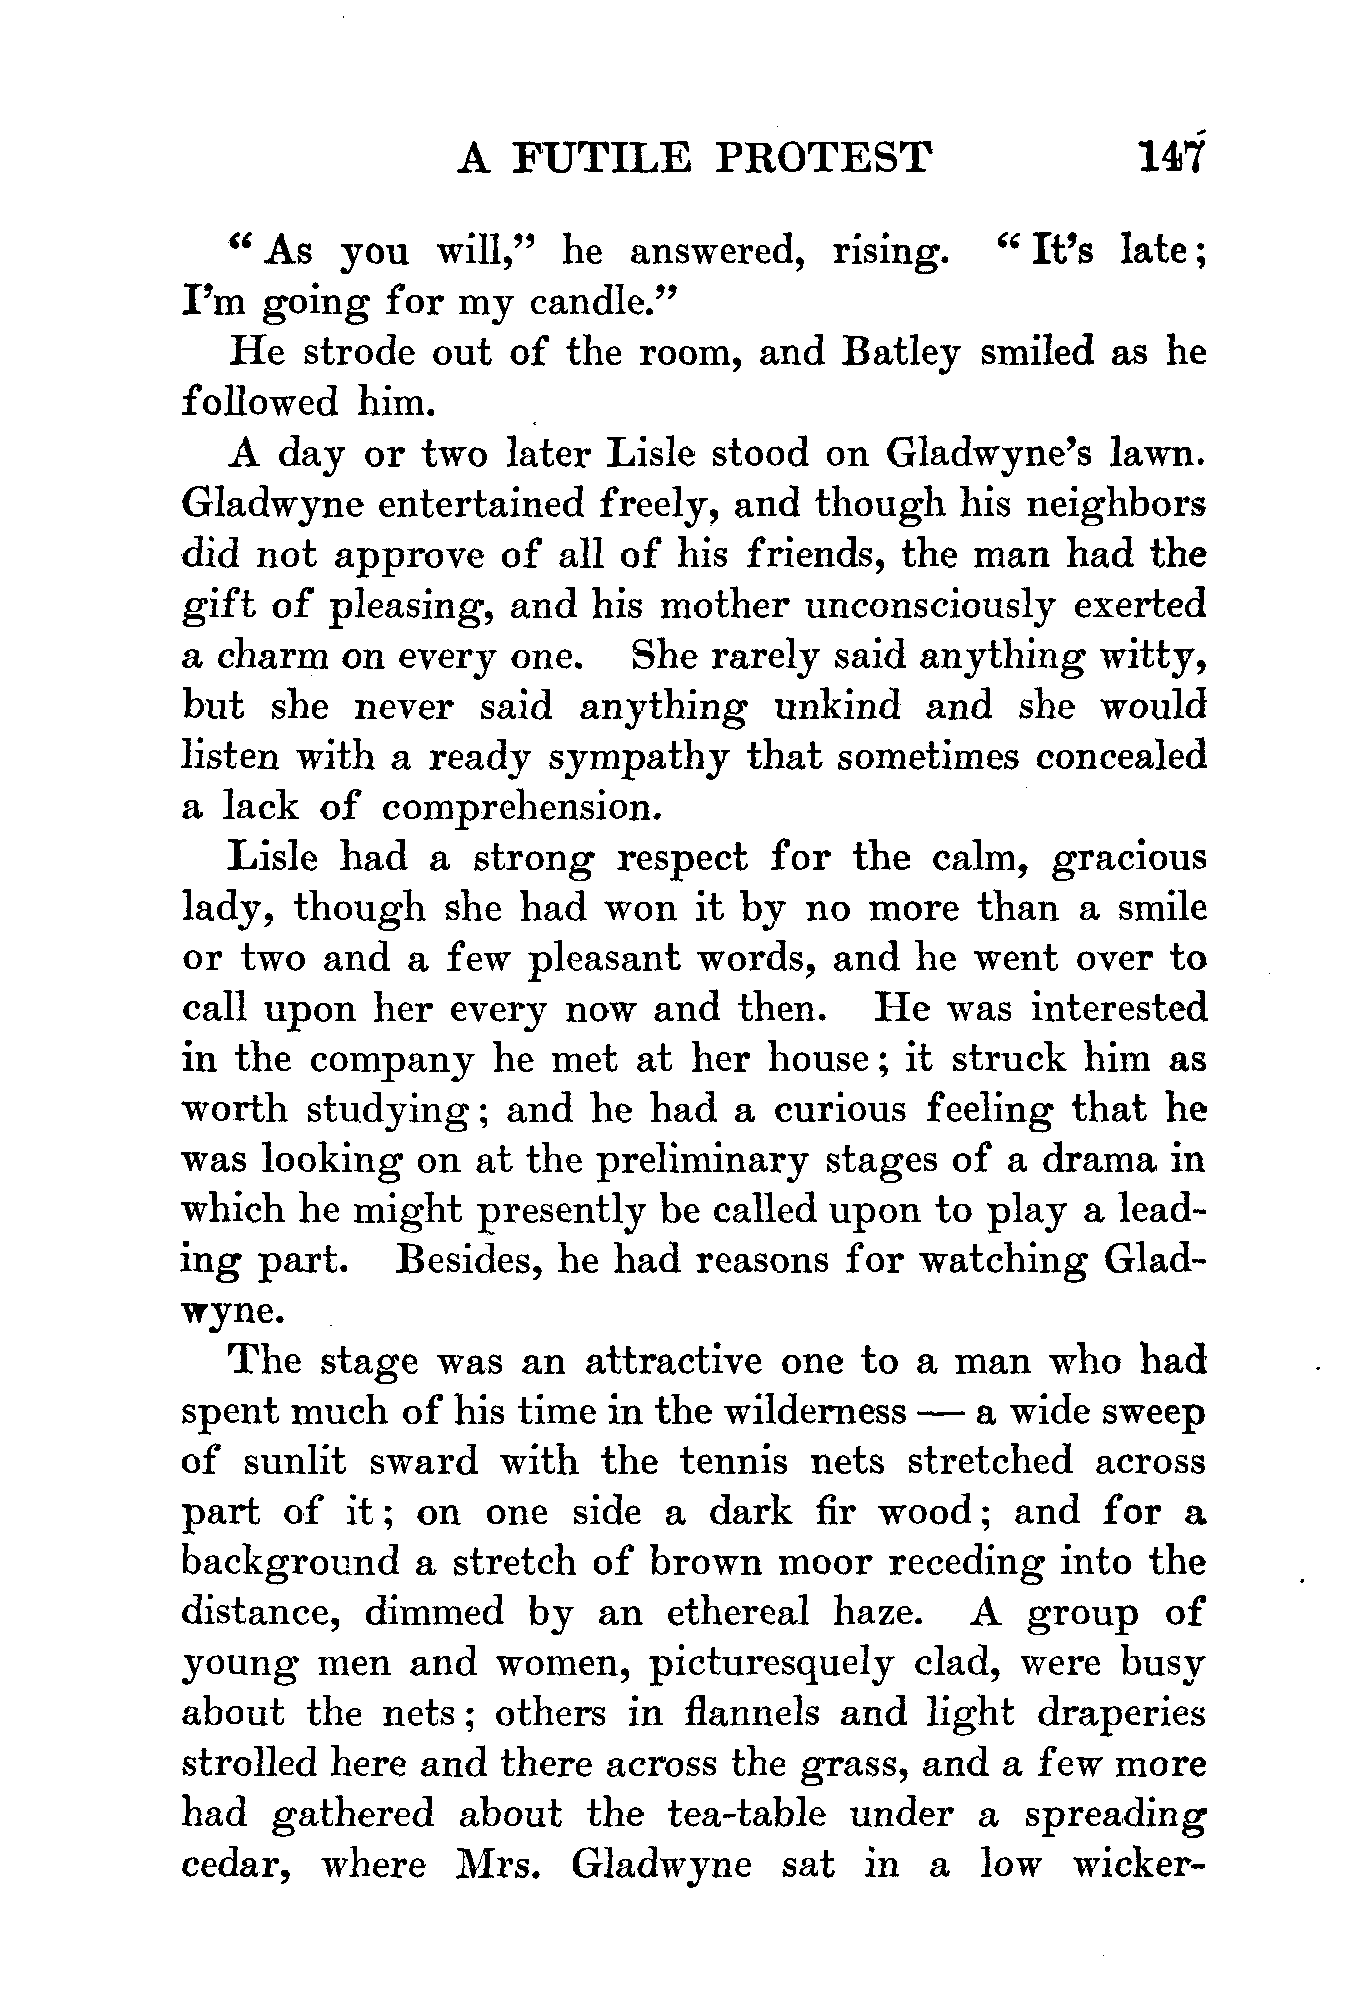 A FUTILE PROTEST 147
“ As you will,” he answered, rising. “ It’s late ;
I’m going for my candle.”
He strode out of the room, and Batley smiled as he
followed him.
A day or two later Lisle stood on Gladwyne’s lawn.
Gladwyne entertained freely, and though his neighbors
did not approve of all of his friends, the man had the
gift of pleasing, and his mother unconsciously exerted
a charm on every one. She rarely said anything witty,
but she never said anything unkind and she would
listen with a ready sympathy that sometimes concealed
a lack of comprehension.
Lisle had a strong respect for the calm, gracious
lady, though she had won it by no more than a smile
or two and a few pleasant words, and he went over to
call upon her every now and then. He was interested
in the company he met at her house ; it struck him as
worth studying ; and he had a curious feeling that he
was looking on at the preliminary stages of a drama in
which he might presently be called upon to play a lead-
ing part. Besides, he had reasons for watching Glad-
wyne.
The stage was an attractive one to a man who had
spent much of his time in the wilderness — a wide sweep
of sunlit sward with the tennis nets stretched across
part of it ; on one side a dark fir wood ; and for a
background a stretch of brown moor receding into the
distance, dimmed by an ethereal haze. A group of
young men and women, picturesquely clad, were busy
about the nets ; others in flannels and light draperies
strolled here and there across the grass, and a few more
had gathered about the tea-table under a spreading
cedar, where Mrs. Gladwyne sat in a low wicker-